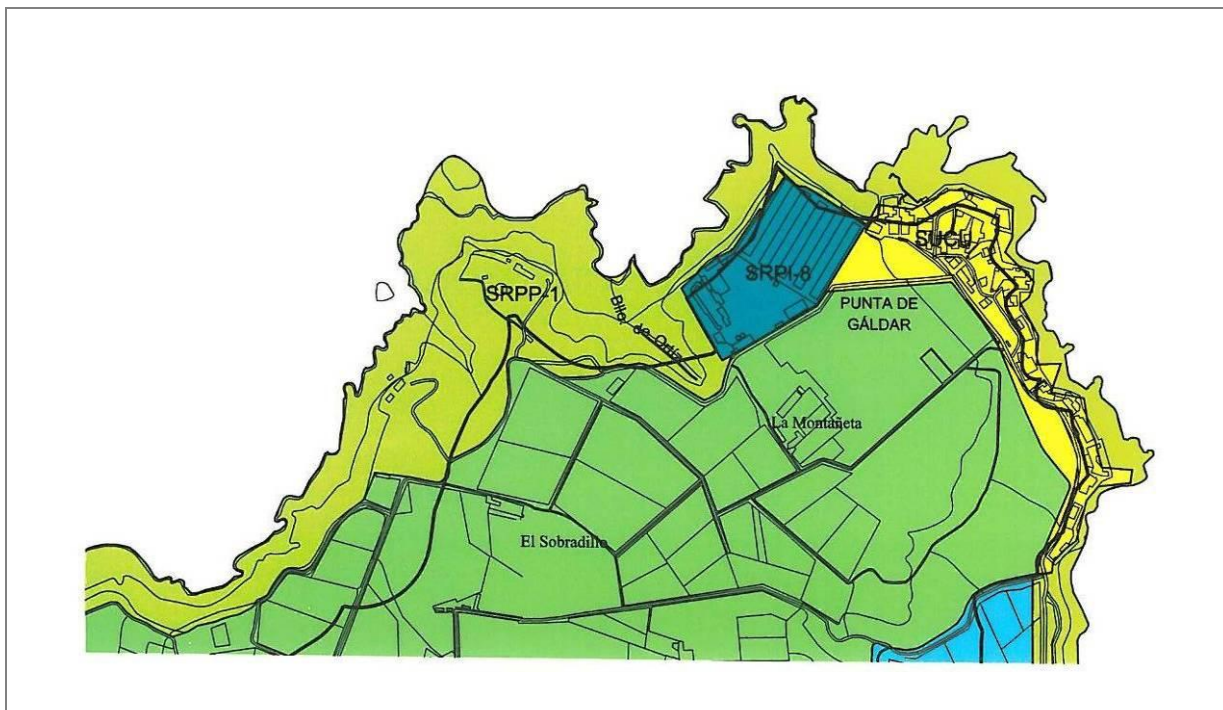 SUCU
SRPI-8
SRPP-1
PUNTA DE
GÁLDAR
La Montañeta
El Sobradillo